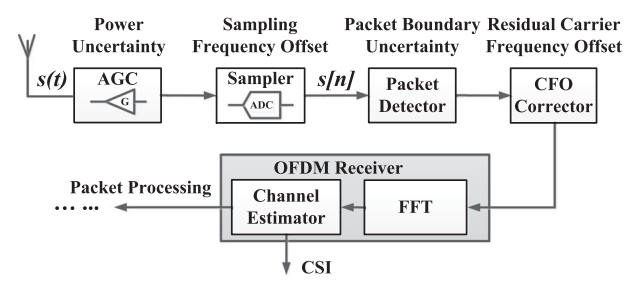 Power Uncertainty
Sampling Frequency Offset
Packet Boundary Uncertainty
Residual Carrier Frequency Offset
s(t)
AGC
G
Sampler
ADC
s[n]
Packet Detector
CFO Corrector
OFDM Receiver
Packet Processing
... ...
Channel Estimator
FFT
CSI